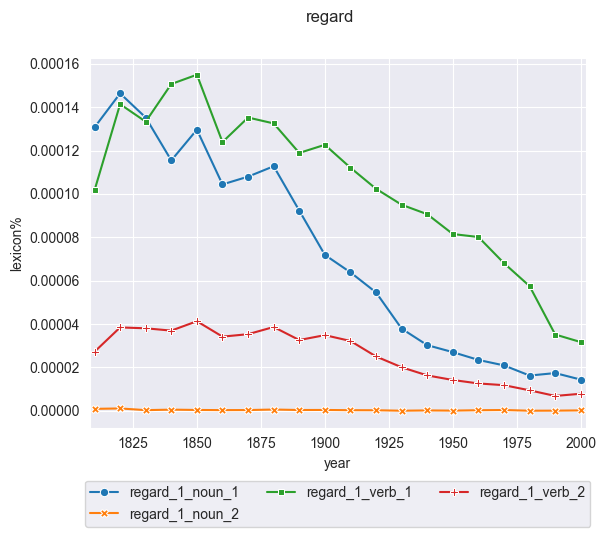 regard
0.00016
0.00014
0.00012
0.00010
0.00008
0.00006
0.00004
0.00002
0.00000
lexicon%
1825 1850 1875 1900 1925 1950 1975 2000
year
regard_1_noun_1 regard_1_verb_1 regard_1_verb_2
regard_1_noun_2